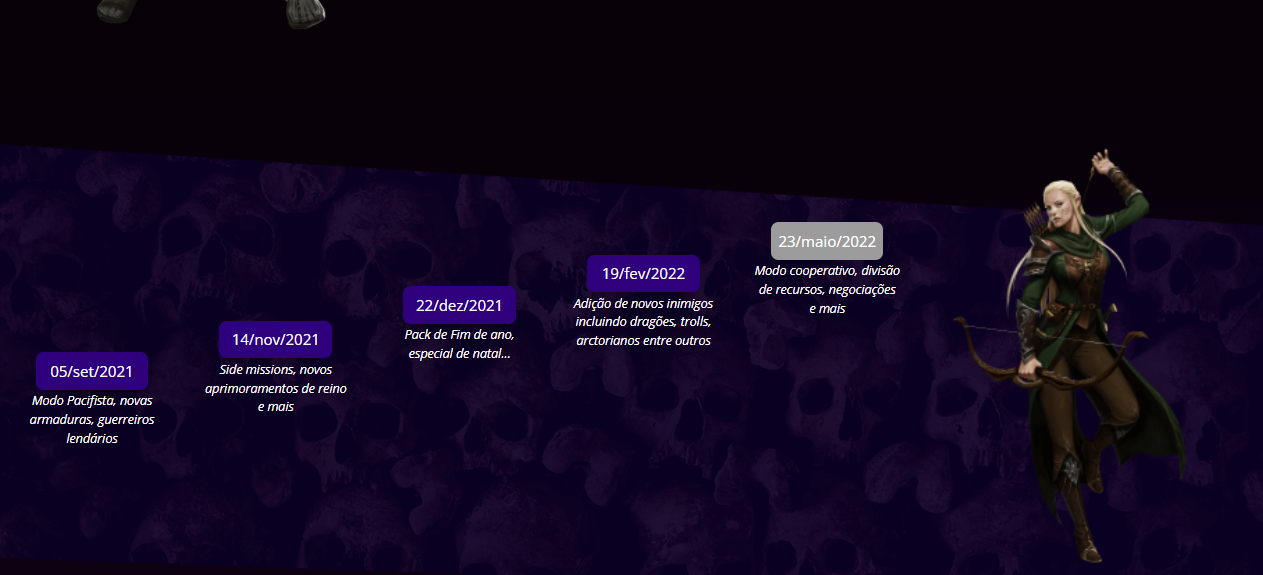 05/set/2021
Modo Pacifista, novas
armaduras, guerreiros
lendários
14/nov/2021
Side missions, novos
aprimoramentos de reino
e mais
22/dez/2021
Pack de Fim de ano,
especial de natal...
19/fev/2022
Adição de novos inimigos
incluindo dragões, trolls,
arctorianos entre outros
23/maio/2022
Modo cooperativo, divisão
de recursos, negociações
e mais